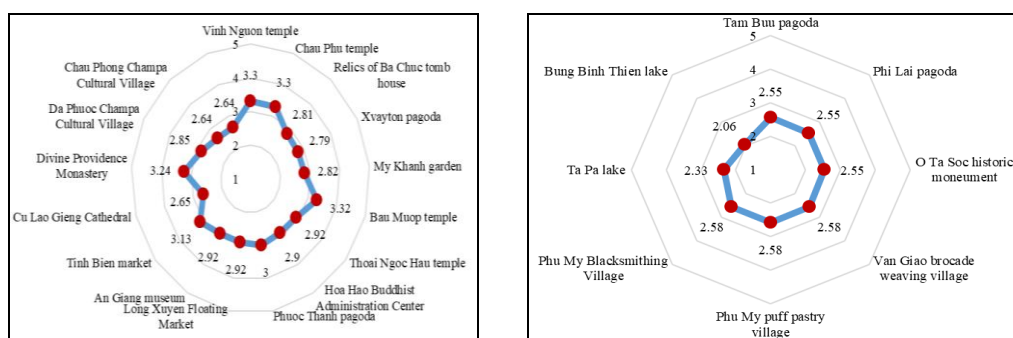 Vinh Nguon temple
Chau Phu temple
Relics of Ba Chuc tomb
house
Xvayton pagoda
My Khanh garden
Bau Muop temple
Thoai Ngoc Hau temple
Hoa Hao Buddhist
Administration Center
Phuoc Thanh pagoda
Long Xuyen Floating
Market
An Giang museum
Tinh Bien market
Cu Lao Gieng Cathedral
Divine Providence
Monastery
Da Phuoc Champa
Cultural Village
Chau Phong Champa
Cultural Village
5
4
3
2
1
3.3
3.3
2.81
2.79
2.82
3.32
2.92
2.9
3
2.92
2.92
3.13
2.65
3.24
2.85
2.64
2.64
Tam Buu pagoda
Phi Lai pagoda
O Ta Soc historic
moneument
Van Giao brocade
weaving village
Phu My puff pastry
village
Phu My Blacksmithing
Village
Ta Pa lake
Bung Binh Thien lake
5
4
3
2
1
2.55
2.55
2.55
2.58
2.58
2.58
2.33
2.06